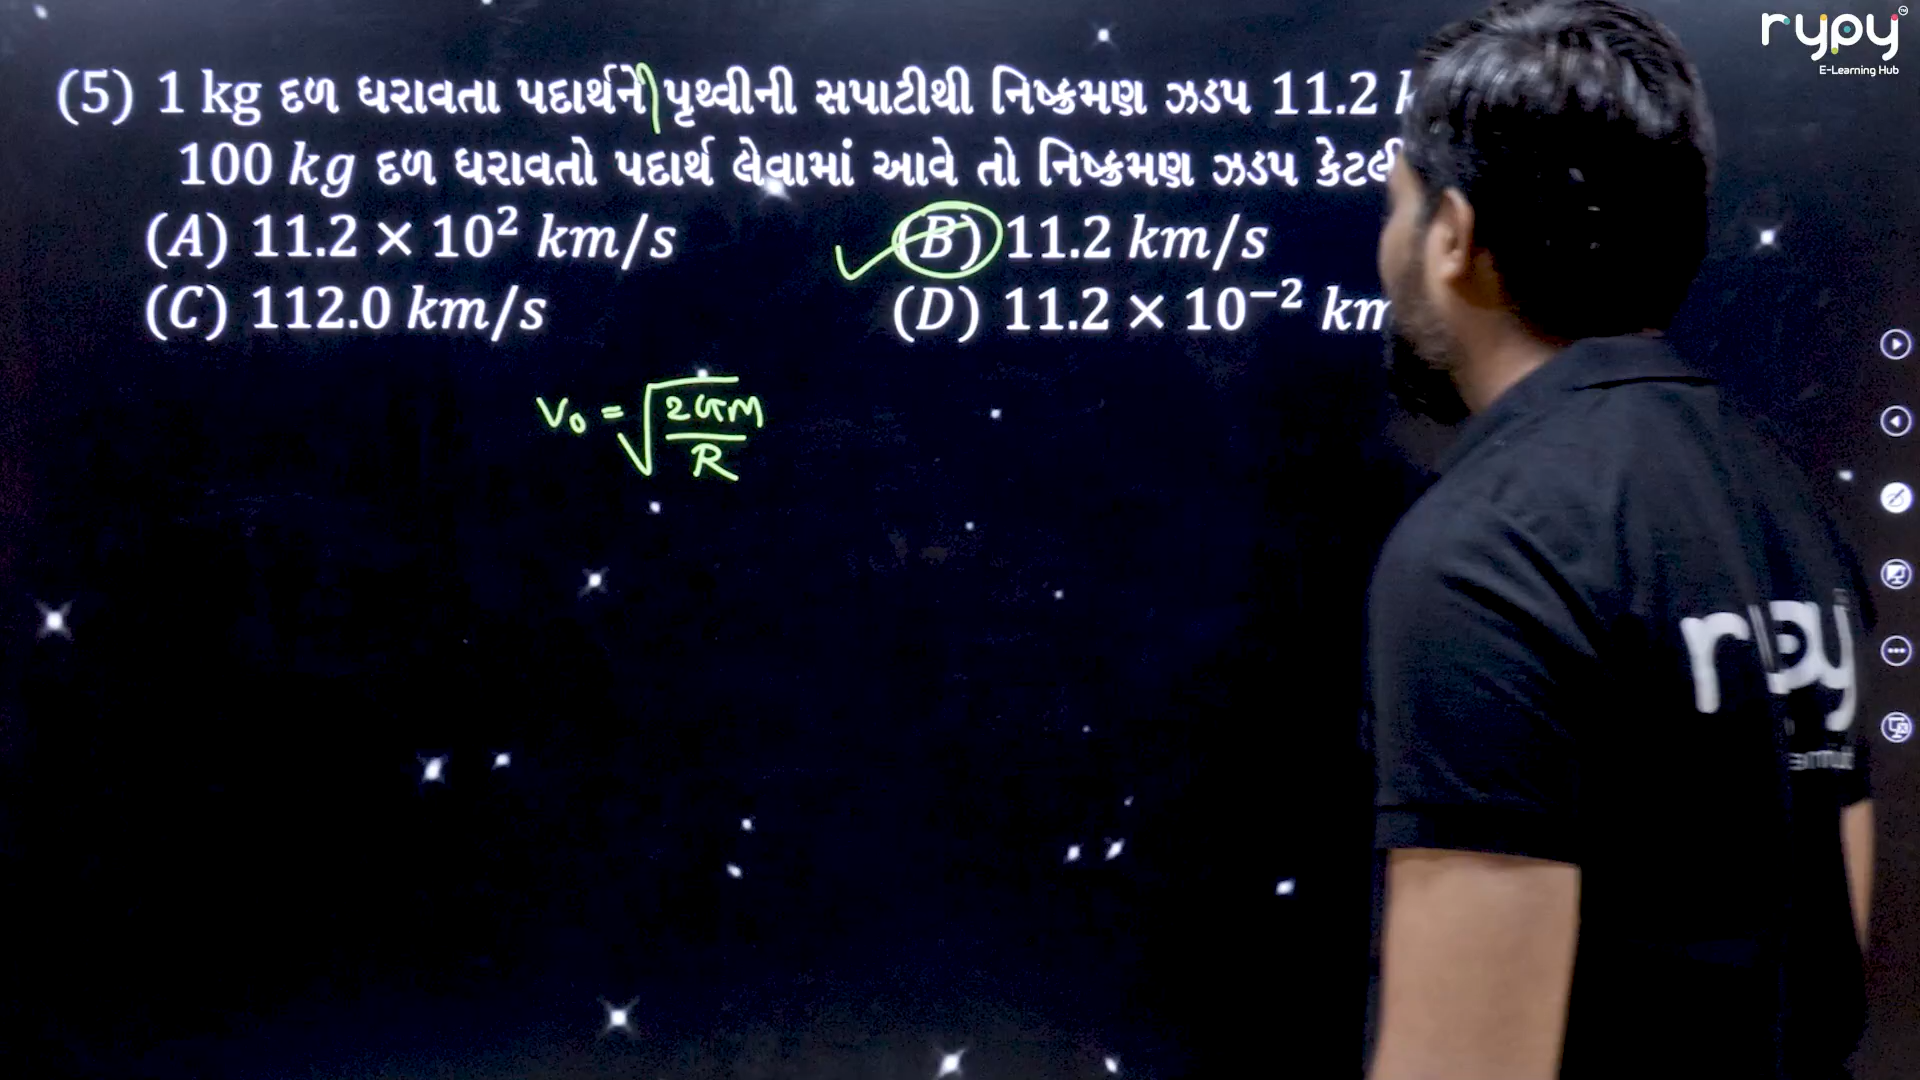 rypy
E-Learning Hub
(5) 1 kg દળ ધરાવતા પદાર્થને પૃથ્વીની સપાટીથી નિષ્ક્રમણ ઝડપ 11.2
100 kg દળ ધરાવતો પદાર્થ લેવામાં આવે તો નિષ્ક્રમણ ઝડપ
(A) 11.2 × 10² km/s (B) 11.2 km/s
(C) 112.0 km/s (D) 11.2 × 10⁻² km
V₀ = √(2GM/R)
rypy